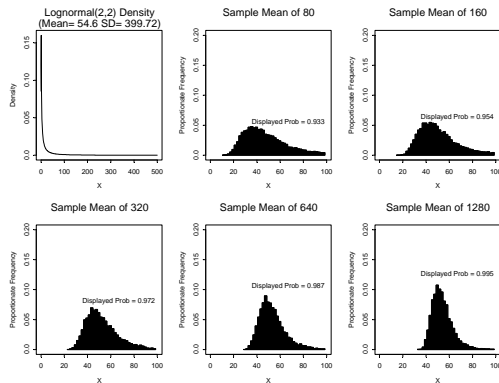 Lognormal(2,2) Density
(Mean= 54.6 SD= 399.72)
Density
0.15
0.10
0.05
0.0
0 100 200 300 400 500
X
Sample Mean of 80
Proportionate Frequency
0.20
0.15
0.10
0.05
0.0
Displayed Prob = 0.933
0 20 40 60 80 100
X
Sample Mean of 160
Proportionate Frequency
0.20
0.15
0.10
0.05
0.0
Displayed Prob = 0.954
0 20 40 60 80 100
X
Sample Mean of 320
Proportionate Frequency
0.20
0.15
0.10
0.05
0.0
Displayed Prob = 0.972
0 20 40 60 80 100
X
Sample Mean of 640
Proportionate Frequency
0.20
0.15
0.10
0.05
0.0
Displayed Prob = 0.987
0 20 40 60 80 100
X
Sample Mean of 1280
Proportionate Frequency
0.20
0.15
0.10
0.05
0.0
Displayed Prob = 0.995
0 20 40 60 80 100
X